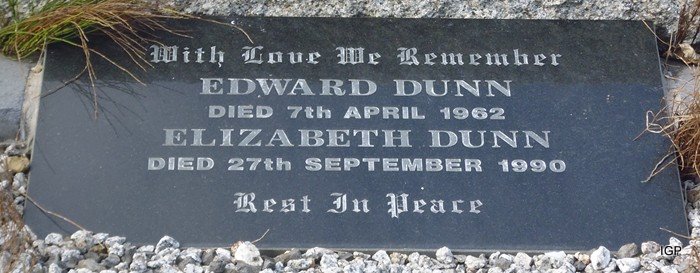 With Love We Remember
EDWARD DUNN
DIED 7th APRIL 1962
ELIZABETH DUNN
DIED 27th SEPTEMBER 1990
Rest In Peace
IGP